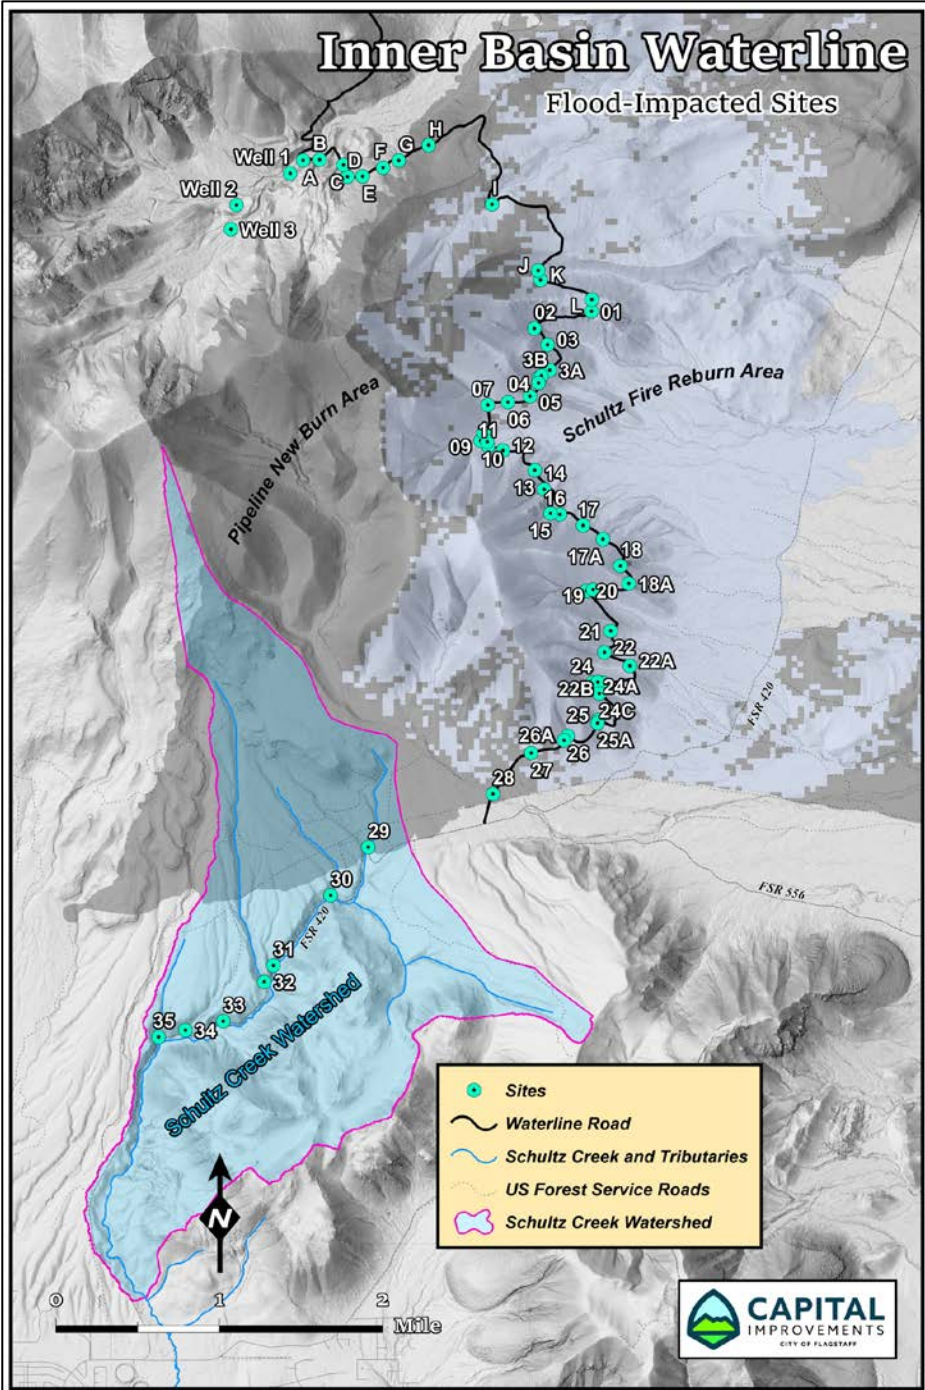 Inner Basin Waterline
Flood-Impacted Sites
H
B
G
Well 1
D
F
A
C
E
Well 2
I
Well 3
J
K
L
01
02
03
3B
3A
04
07
05
06
Pipeline New Burn Area
Schultz Fire Reburn Area
11
09
12
10
14
13
16
17
15
17A
18
18A
19
20
21
22
22A
24
24A
22B
24C
25
25A
26A
26
27
28
FSR 420
29
30
FSR 556
FSR 420
31
32
33
35
34
Schultz Creek Watershed
Sites
Waterline Road
Schultz Creek and Tributaries
US Forest Service Roads
Schultz Creek Watershed
N
0
1
2
Mile
CAPITAL
IMPROVEMENTS
CITY OF FLAGSTAFF